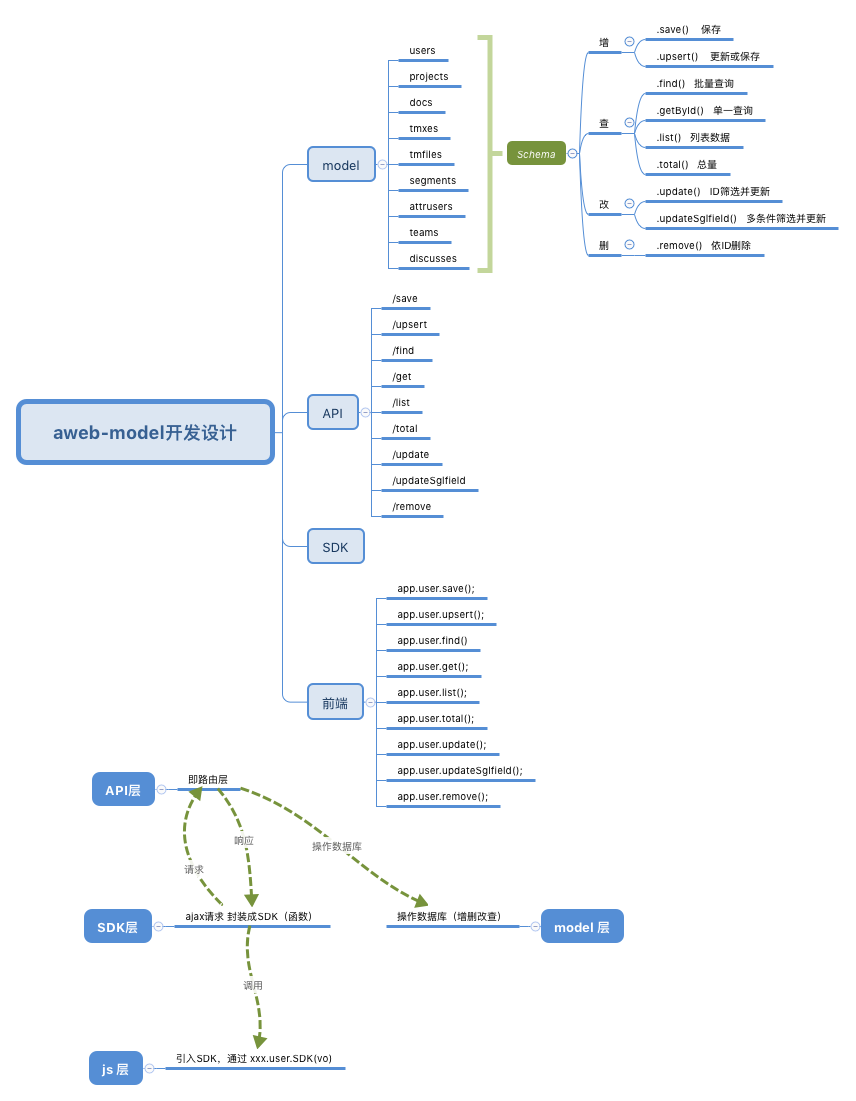 aweb-model开发设计
model
users
projects
docs
tmxes
tmfiles
segments
attrusers
teams
discusses
Schema
增
.save() 保存
.upsert() 更新或保存
查
.find() 批量查询
.getById() 单一查询
.list() 列表数据
.total() 总量
改
.update() ID筛选并更新
.updateSglfield() 多条件筛选并更新
删
.remove() 依ID删除
API
/save
/upsert
/find
/get
/list
/total
/update
/updateSglfield
/remove
SDK
前端
app.user.save();
app.user.upsert();
app.user.find()
app.user.get();
app.user.list();
app.user.total();
app.user.update();
app.user.updateSglfield();
app.user.remove();
API层
即路由层
请求
响应
操作数据库
SDK层
ajax请求 封装成SDK（函数）
操作数据库（增删改查）
model 层
调用
js 层
引入SDK，通过 xxx.user.SDK(vo)